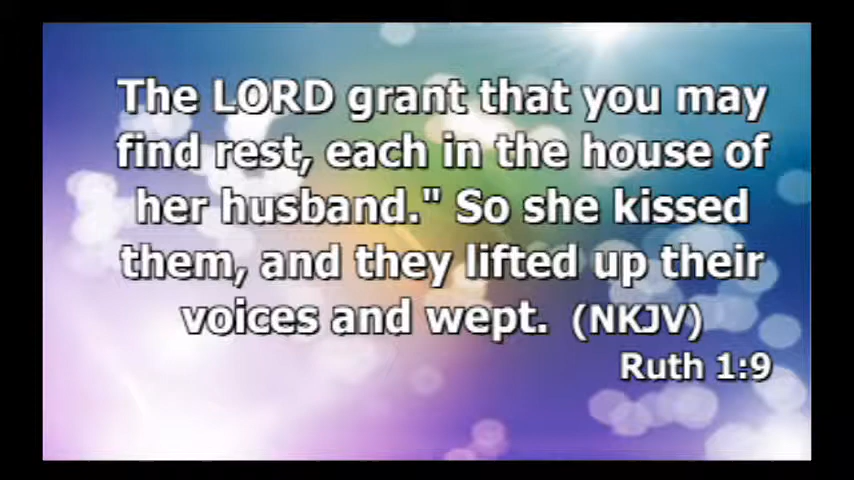 The LORD grant that you may
find rest, each in the house of
her husband." So she kissed
them, and they lifted up their
voices and wept. (NKJV)
Ruth 1:9